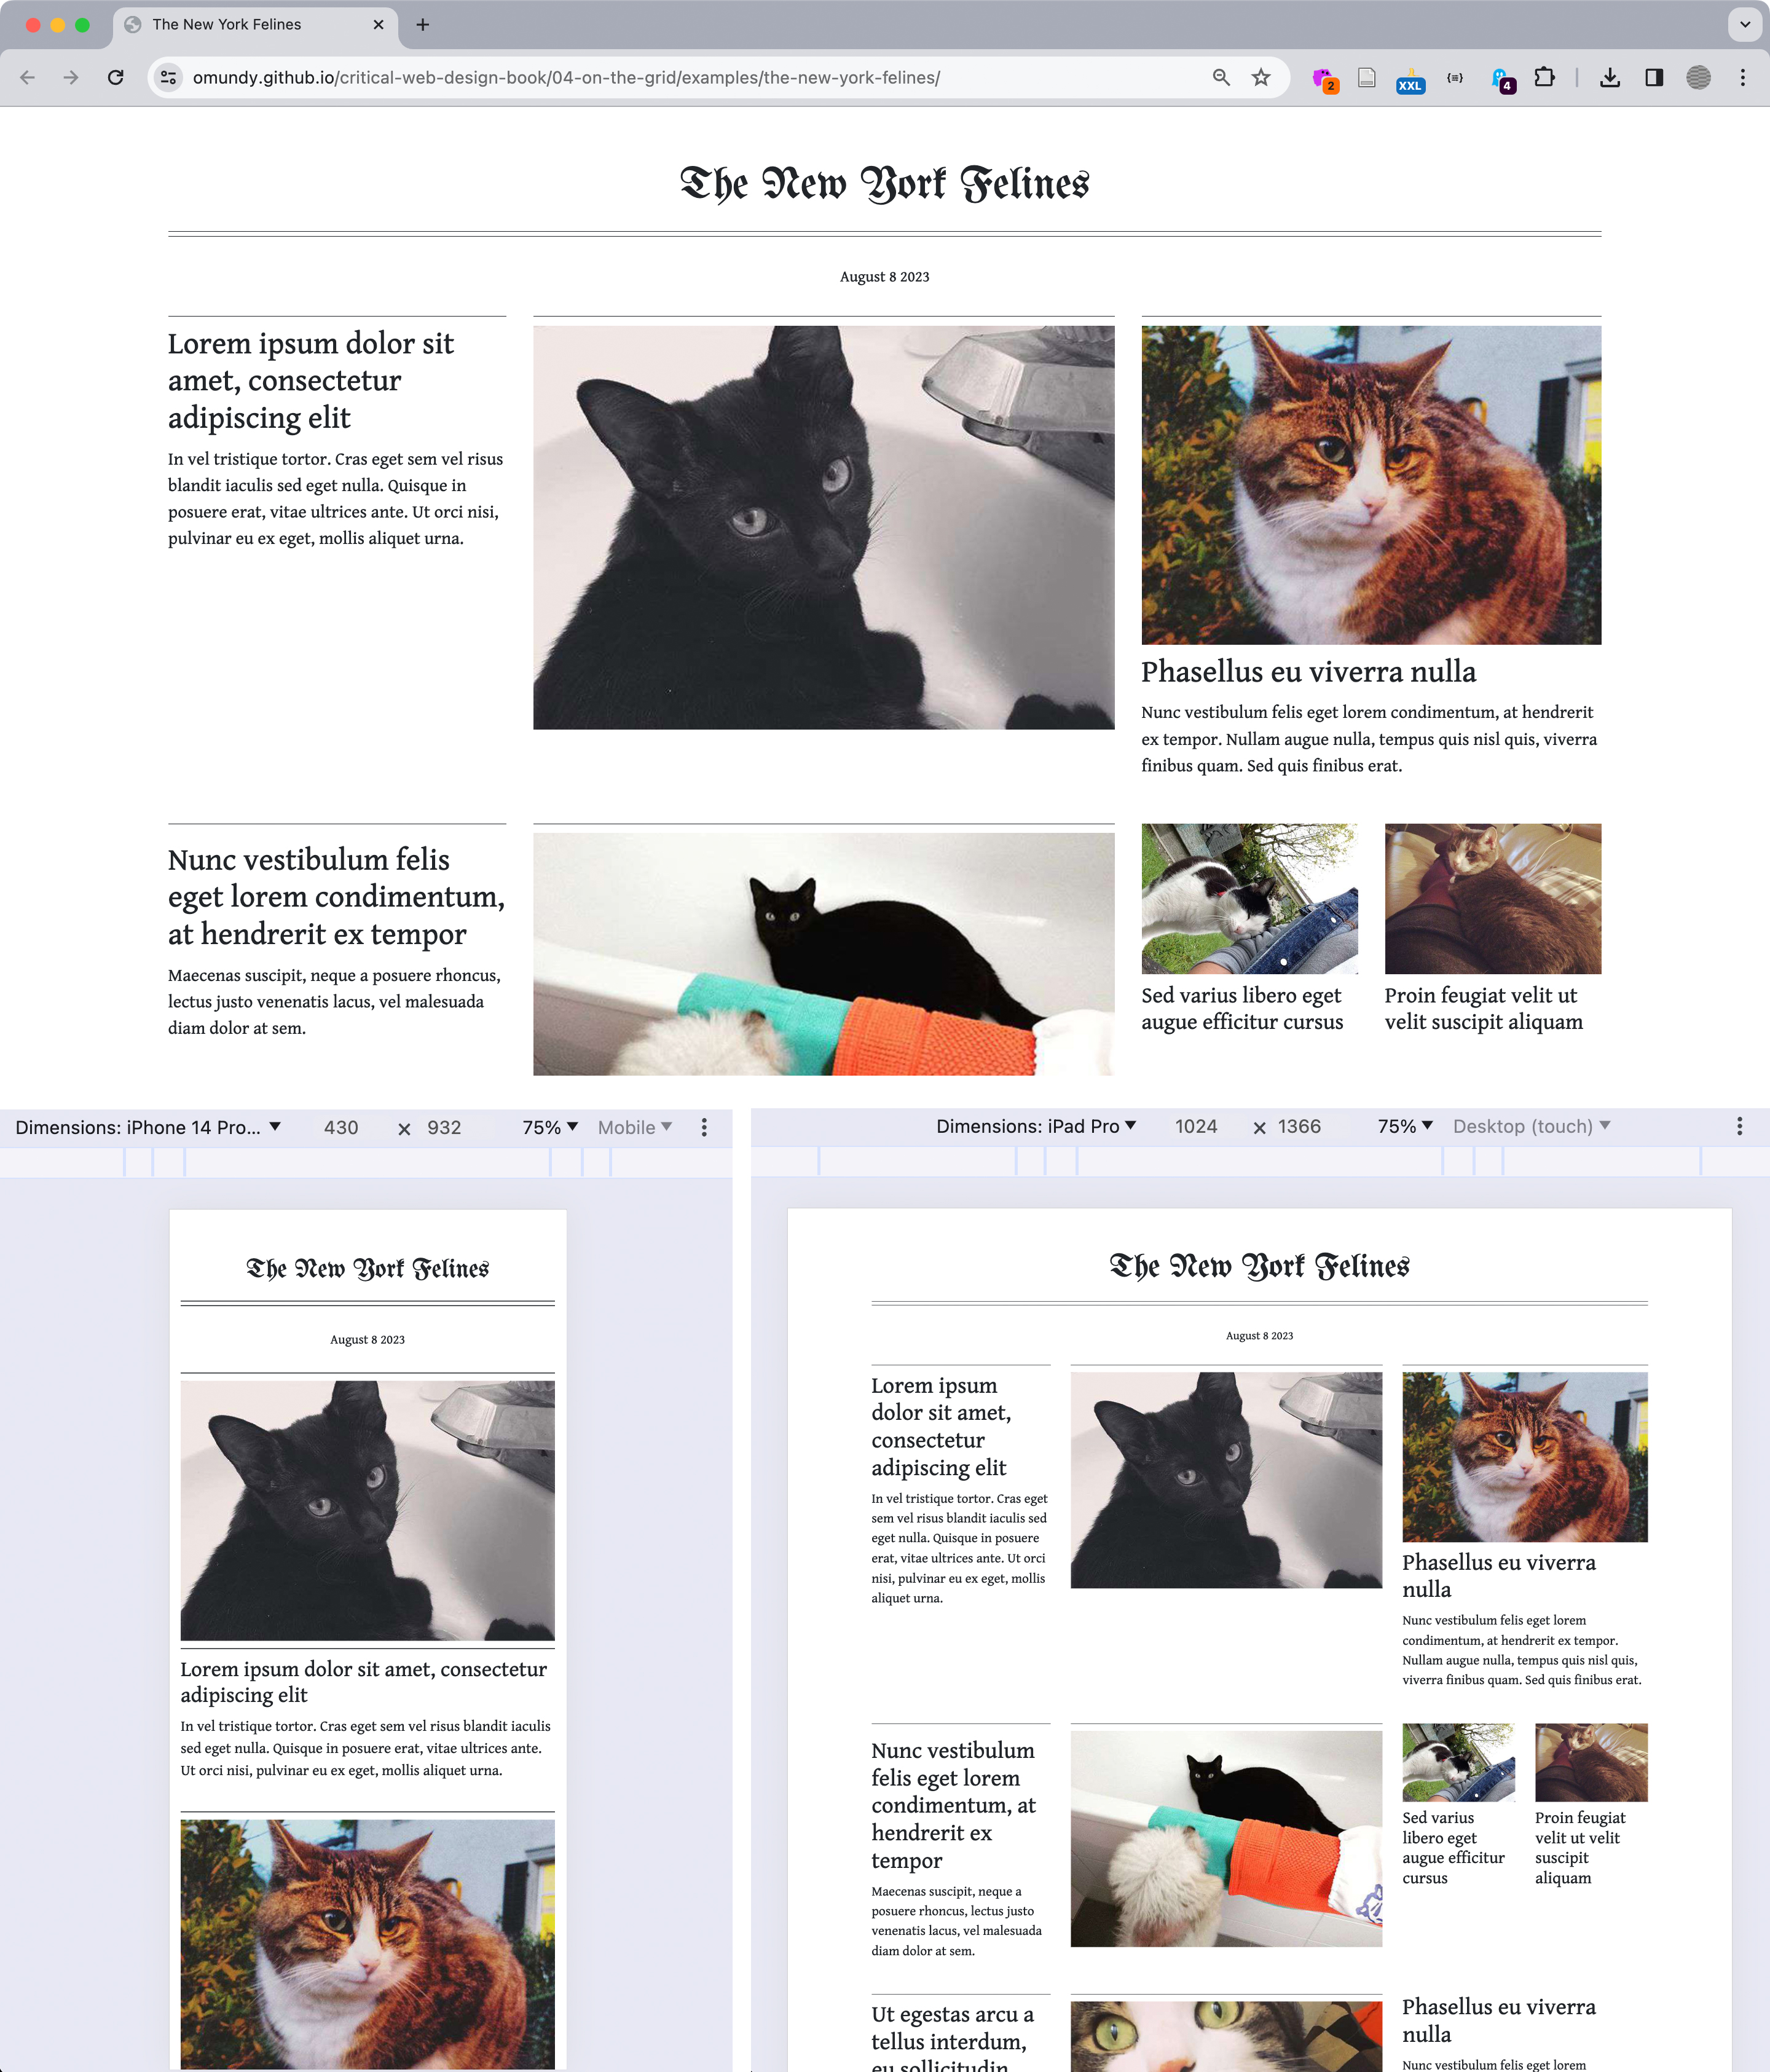 The New York Felines
omundy.github.io/critical-web-design-book/04-on-the-grid/examples/the-new-york-felines/
2
XXL
4
The New York Felines
August 8 2023
Lorem ipsum dolor sit
amet, consectetur
adipiscing elit
In vel tristique tortor. Cras eget sem vel risus
blandit iaculis sed eget nulla. Quisque in
posuere erat, vitae ultrices ante. Ut orci nisi,
pulvinar eu ex eget, mollis aliquet urna.
Phasellus eu viverra nulla
Nunc vestibulum felis eget lorem condimentum, at hendrerit
ex tempor. Nullam augue nulla, tempus quis nisl quis, viverra
finibus quam. Sed quis finibus erat.
Nunc vestibulum felis
eget lorem condimentum,
at hendrerit ex tempor
Maecenas suscipit, neque a posuere rhoncus,
lectus justo venenatis lacus, vel malesuada
diam dolor at sem.
Sed varius libero eget
augue efficitur cursus
Proin feugiat velit ut
velit suscipit aliquam
Dimensions: iPhone 14 Pro... 430 × 932 75% Mobile
The New York Felines
August 8 2023
Lorem ipsum dolor sit amet, consectetur
adipiscing elit
In vel tristique tortor. Cras eget sem vel risus blandit iaculis
sed eget nulla. Quisque in posuere erat, vitae ultrices ante.
Ut orci nisi, pulvinar eu ex eget, mollis aliquet urna.
Dimensions: iPad Pro 1024 × 1366 75% Desktop (touch)
The New York Felines
August 8 2023
Lorem ipsum
dolor sit amet,
consectetur
adipiscing elit
In vel tristique tortor. Cras eget
sem vel risus blandit iaculis sed
eget nulla. Quisque in posuere
erat, vitae ultrices ante. Ut orci
nisi, pulvinar eu ex eget, mollis
aliquet urna.
Phasellus eu viverra
nulla
Nunc vestibulum felis eget lorem
condimentum, at hendrerit ex tempor.
Nullam augue nulla, tempus quis nisl quis,
viverra finibus quam. Sed quis finibus erat.
Nunc vestibulum
felis eget lorem
condimentum, at
hendrerit ex
tempor
Maecenas suscipit, neque a
posuere rhoncus, lectus justo
venenatis lacus, vel malesuada
diam dolor at sem.
Sed varius
libero eget
augue efficitur
cursus
Proin feugiat
velit ut velit
suscipit
aliquam
Ut egestas arcu a
tellus interdum,
eu sollicitudin
Phasellus eu viverra
nulla
Nunc vestibulum felis eget lorem